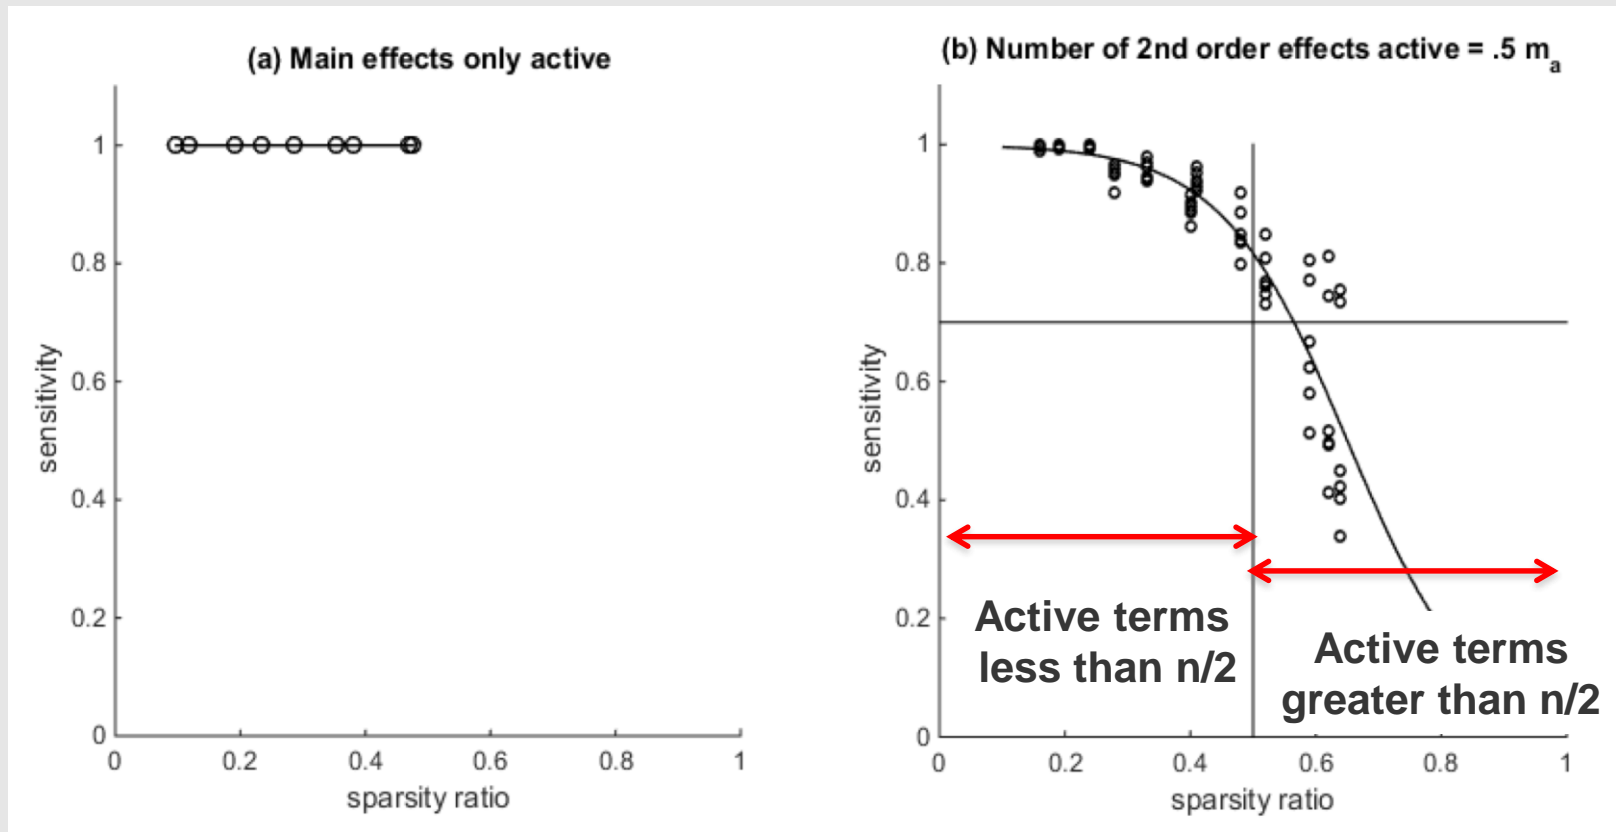 (a) Main effects only active
1
0.8
0.6
0.4
0.2
0
sensitivity
0 0.2 0.4 0.6 0.8 1
sparsity ratio
(b) Number of 2nd order effects active = .5 m_a
1
0.8
0.6
0.4
0.2
0
sensitivity
Active terms
less than n/2
Active terms
greater than n/2
0 0.2 0.4 0.6 0.8 1
sparsity ratio